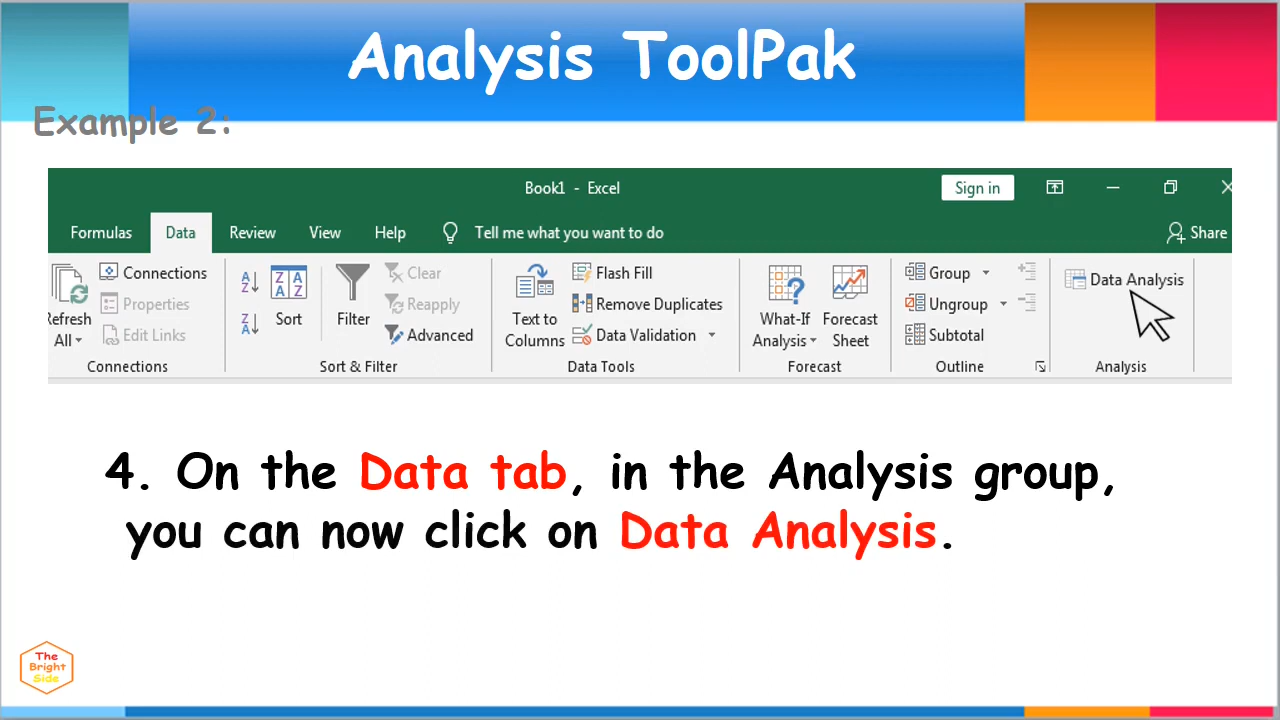 Analysis ToolPak
Example 2:
Book1 - Excel
Sign in
Formulas Data Review View Help Tell me what you want to do Share
Refresh All
Connections
Properties
Edit Links
Connections
A Z
Z A
Z A A Z
Sort
Filter
Clear
Reapply
Advanced
Sort & Filter
Text to
Columns
Flash Fill
Remove Duplicates
Data Validation
Data Tools
What-If
Analysis
Forecast
Sheet
Forecast
Group
Ungroup
Subtotal
Outline
Data Analysis
Analysis
4. On the Data tab, in the Analysis group,
you can now click on Data Analysis.
The
Bright
Side